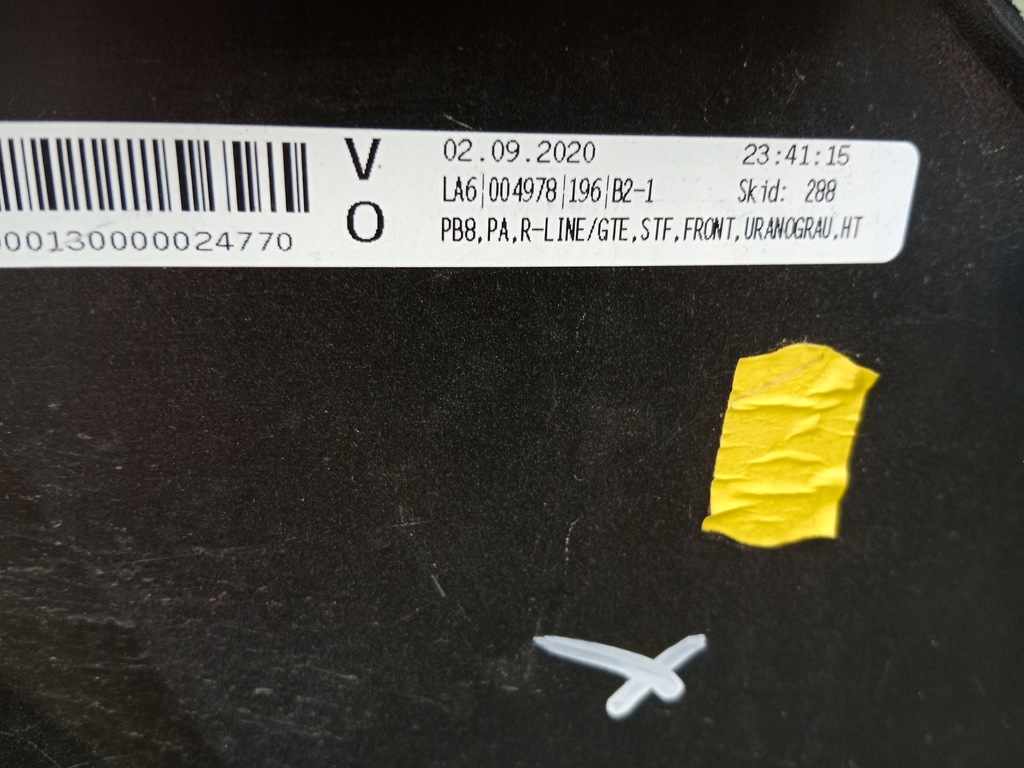 V 02.09.2020 23:41:15
LA6|004978|196|B2-1 Skid: 288
O PB8,PA,R-LINE/GTE,STF,FRONT,URANOGRAU,HT
00130000024770